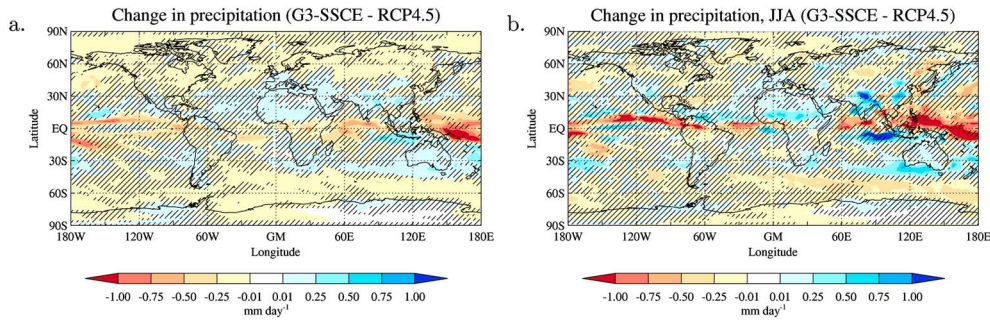 a.
Change in precipitation (G3-SSCE - RCP4.5)
90N
60N
30N
EQ
30S
60S
90S
Latitude
180W 120W 60W GM 60E 120E 180E
Longitude
-1.00 -0.75 -0.50 -0.25 -0.01 0.01 0.25 0.50 0.75 1.00
mm day-1
b.
Change in precipitation, JJA (G3-SSCE - RCP4.5)
90N
60N
30N
EQ
30S
60S
90S
Latitude
180W 120W 60W GM 60E 120E 180E
Longitude
-1.00 -0.75 -0.50 -0.25 -0.01 0.01 0.25 0.50 0.75 1.00
mm day-1